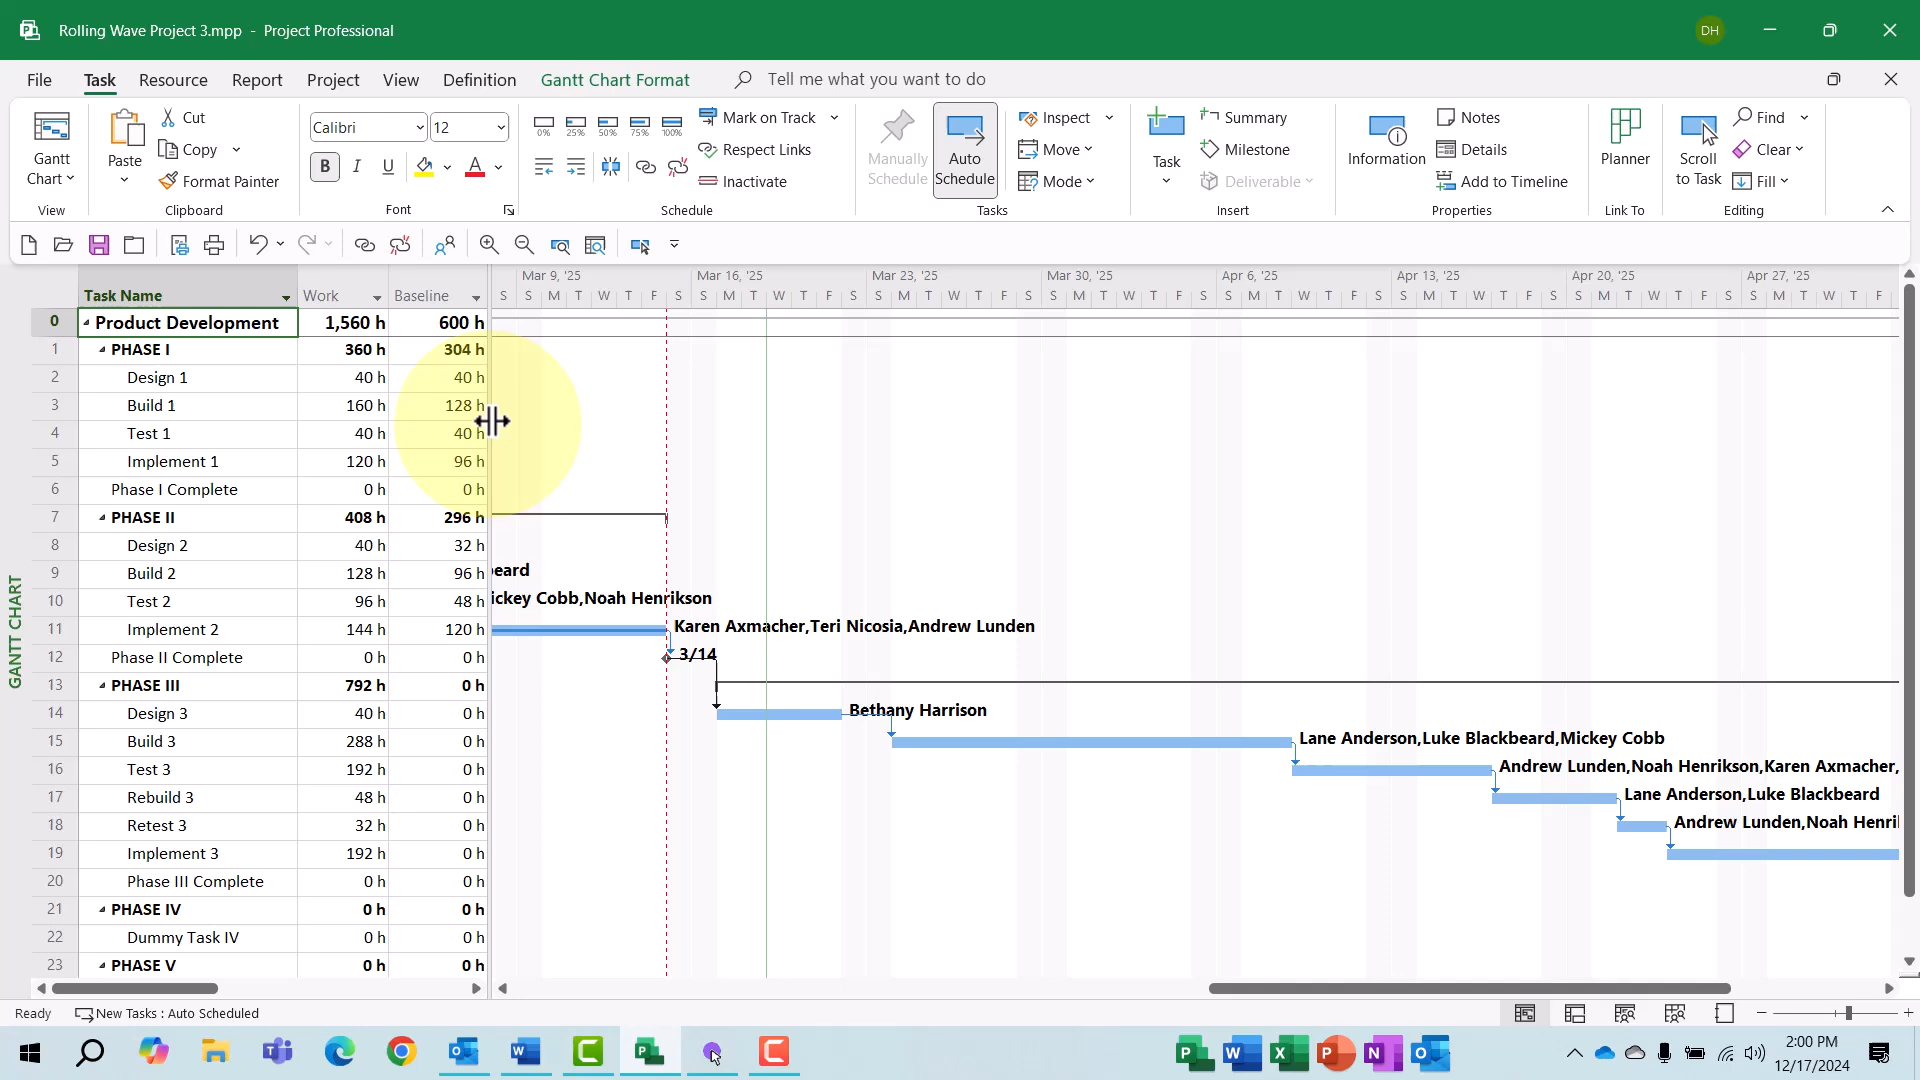 Rolling Wave Project 3.mpp - Project Professional
DH
File Task Resource Report Project View Definition Gantt Chart Format Tell me what you want to do
Gantt Chart
View
Paste
Cut
Copy
Format Painter
Clipboard
Calibri 12
B I U A
Font
0% 25% 50% 75% 100%
Mark on Track
Respect Links
Inactivate
Schedule
Manually Schedule
Auto Schedule
Inspect
Move
Mode
Tasks
Task
Summary
Milestone
Deliverable
Insert
Information
Notes
Details
Add to Timeline
Properties
Planner
Link To
Scroll to Task
Find
Clear
Fill
Editing
Mar 9, '25 Mar 16, '25 Mar 23, '25 Mar 30, '25 Apr 6, '25 Apr 13, '25 Apr 20, '25 Apr 27, '25
Task Name Work Baseline
S S M T W T F S S M T W T F S S M T W T F S S M T W T F S S M T W T F S S M T W T F S S M T W T F S S M T W T F
0 Product Development 1,560 h 600 h
1 PHASE I 360 h 304 h
2 Design 1 40 h 40 h
3 Build 1 160 h 128 h
4 Test 1 40 h 40 h
5 Implement 1 120 h 96 h
6 Phase I Complete 0 h 0 h
7 PHASE II 408 h 296 h
8 Design 2 40 h 32 h
9 Build 2 128 h 96 h eard
10 Test 2 96 h 48 h ickey Cobb,Noah Henrikson
11 Implement 2 144 h 120 h Karen Axmacher,Teri Nicosia,Andrew Lunden
12 Phase II Complete 0 h 0 h 3/14
13 PHASE III 792 h 0 h
14 Design 3 40 h 0 h Bethany Harrison
15 Build 3 288 h 0 h Lane Anderson,Luke Blackbeard,Mickey Cobb
16 Test 3 192 h 0 h Andrew Lunden,Noah Henrikson,Karen Axmacher,
17 Rebuild 3 48 h 0 h Lane Anderson,Luke Blackbeard
18 Retest 3 32 h 0 h Andrew Lunden,Noah Henri
19 Implement 3 192 h 0 h
20 Phase III Complete 0 h 0 h
21 PHASE IV 0 h 0 h
22 Dummy Task IV 0 h 0 h
23 PHASE V 0 h 0 h
GANTT CHART
Ready New Tasks : Auto Scheduled
2:00 PM
12/17/2024